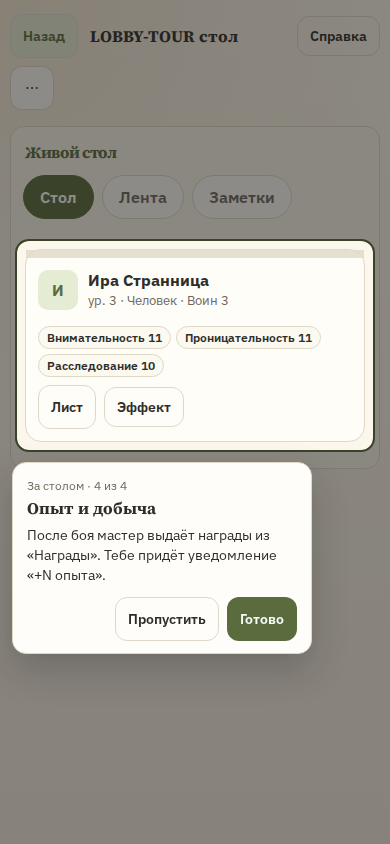 Назад
LOBBY-TOUR стол
Справка
...
Живой стол
Стол
Лента
Заметки
И
Ира Странница
ур. 3 · Человек · Воин 3
Внимательность 11
Проницательность 11
Расследование 10
Лист
Эффект
За столом · 4 из 4
Опыт и добыча
После боя мастер выдаёт награды из
«Награды». Тебе придёт уведомление
«+N опыта».
Пропустить
Готово